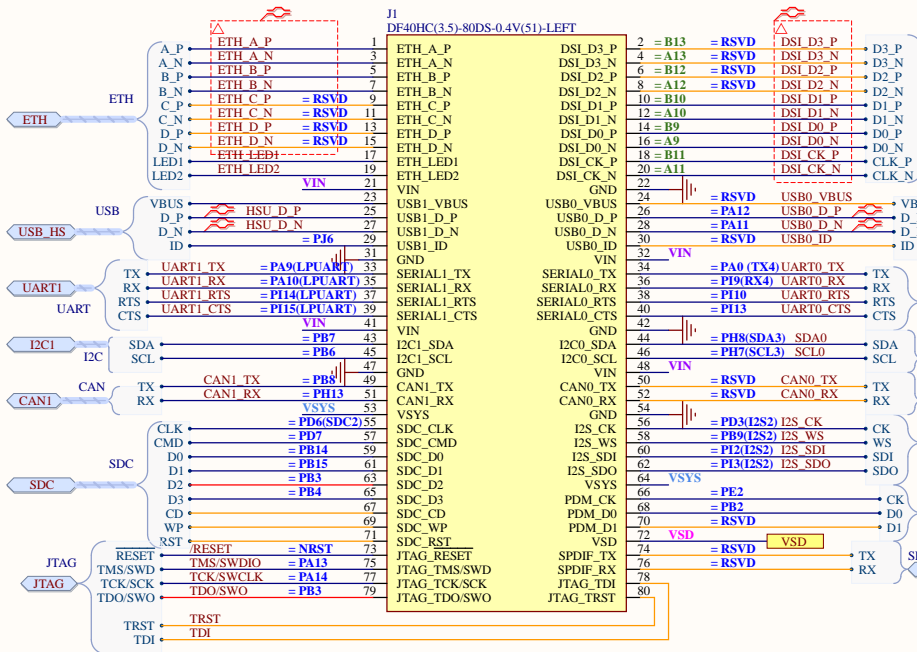 J1
DF40HC(3.5)-80DS-0.4V(51)-LEFT
A_P ETH_A_P 1 ETH_A_P DSI_D3_P 2 =B13 =RSVD DSI_D3_P D3_P
A_N ETH_A_N 3 ETH_A_N DSI_D3_N 4 =A13 =RSVD DSI_D3_N D3_N
B_P ETH_B_P 5 ETH_B_P DSI_D2_P 6 =B12 =RSVD DSI_D2_P D2_P
B_N ETH_B_N 7 ETH_B_N DSI_D2_N 8 =A12 =RSVD DSI_D2_N D2_N
ETH
C_P ETH_C_P =RSVD 9 ETH_C_P DSI_D1_P 10 =B10 DSI_D1_P D1_P
ETH
C_N ETH_C_N =RSVD 11 ETH_C_N DSI_D1_N 12 =A10 DSI_D1_N D1_N
D_P ETH_D_P =RSVD 13 ETH_D_P DSI_D0_P 14 =B9 DSI_D0_P D0_P
D_N ETH_D_N =RSVD 15 ETH_D_N DSI_D0_N 16 =A9 DSI_D0_N D0_N
LED1 ETH_LED1 17 ETH_LED1 DSI_CK_P 18 =B11 DSI_CK_P CLK_P
LED2 ETH_LED2 19 ETH_LED2 DSI_CK_N 20 =A11 DSI_CK_N CLK_N
VIN 21 VIN GND 22
VBUS 23 USB1_VBUS USB0_VBUS 24 =RSVD USB0_VBUS VB
USB
D_P HSU_D_P 25 USB1_D_P USB0_D_P 26 =PA12 USB0_D_P D_
USB_HS
D_N HSU_D_N 27 USB1_D_N USB0_D_N 28 =PA11 USB0_D_N D_
ID =PJ6 29 USB1_ID USB0_ID 30 =RSVD USB0_ID ID
31 GND VIN 32 VIN
TX UART1_TX =PA9(LPUART) 33 SERIAL1_TX SERIAL0_TX 34 =PA0 (TX4) UART0_TX TX
UART1
RX UART1_RX =PA10(LPUART) 35 SERIAL1_RX SERIAL0_RX 36 =PI9(RX4) UART0_RX RX
RTS UART1_RTS =PI14(LPUART) 37 SERIAL1_RTS SERIAL0_RTS 38 =PI10 UART0_RTS RTS
UART
CTS UART1_CTS =PI15(LPUART) 39 SERIAL1_CTS SERIAL0_CTS 40 =PI13 UART0_CTS CTS
VIN 41 VIN GND 42
I2C1
SDA =PB7 43 I2C1_SDA I2C0_SDA 44 =PH8(SDA3) SDA0 SDA
I2C
SCL =PB6 45 I2C1_SCL I2C0_SCL 46 =PH7(SCL3) SCL0 SCL
47 GND VIN 48 VIN
CAN
TX CAN1_TX =PB8 49 CAN1_TX CAN0_TX 50 =RSVD CAN0_TX TX
CAN1
RX CAN1_RX =PH13 51 CAN1_RX CAN0_RX 52 =RSVD CAN0_RX RX
VSYS 53 VSYS GND 54
CLK =PD6(SDC2) 55 SDC_CLK I2S_CK 56 =PD3(I2S2) I2S_CK CK
CMD =PD7 57 SDC_CMD I2S_WS 58 =PB9(I2S2) I2S_WS WS
D0 =PB14 59 SDC_D0 I2S_SDI 60 =PI2(I2S2) I2S_SDI SDI
SDC
D1 =PB15 61 SDC_D1 I2S_SDO 62 =PI3(I2S2) I2S_SDO SDO
SDC
D2 =PB3 63 SDC_D2 VSYS 64 VSYS
D3 =PB4 65 SDC_D3 PDM_CK 66 =PE2 CK
CD 67 SDC_CD PDM_D0 68 =PB2 D0
WP 69 SDC_WP PDM_D1 70 =RSVD D1
RST 71 SDC_RST VSD 72 VSD VSD
RESET /RESET =NRST 73 JTAG_RESET SPDIF_TX 74 =RSVD TX
JTAG
TMS/SWD TMS/SWDIO =PA13 75 JTAG_TMS/SWD SPDIF_RX 76 =RSVD RX
JTAG
TCK/SCK TCK/SWCLK =PA14 77 JTAG_TCK/SCK JTAG_TDI 78
TDO/SWO TDO/SWO =PB3 79 JTAG_TDO/SWO JTAG_TRST 80
TRST TRST
TDI TDI